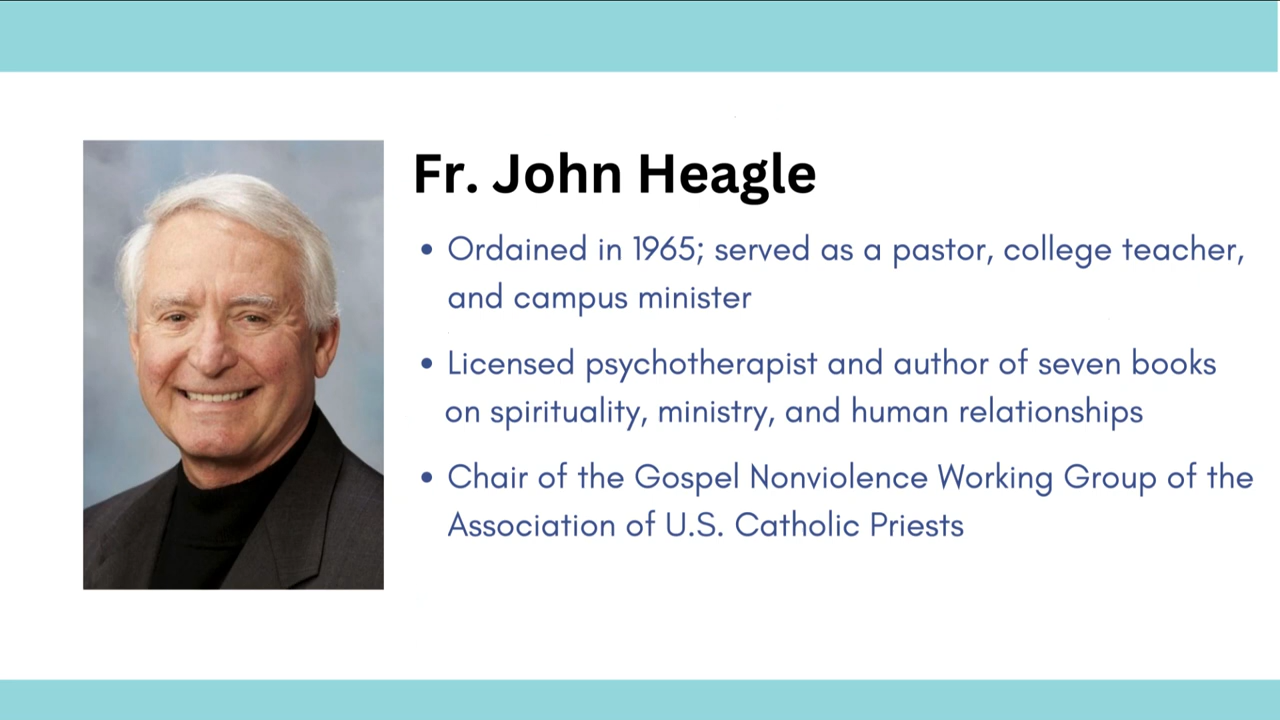 Fr. John Heagle
• Ordained in 1965; served as a pastor, college teacher,
and campus minister
• Licensed psychotherapist and author of seven books
on spirituality, ministry, and human relationships
• Chair of the Gospel Nonviolence Working Group of the
Association of U.S. Catholic Priests